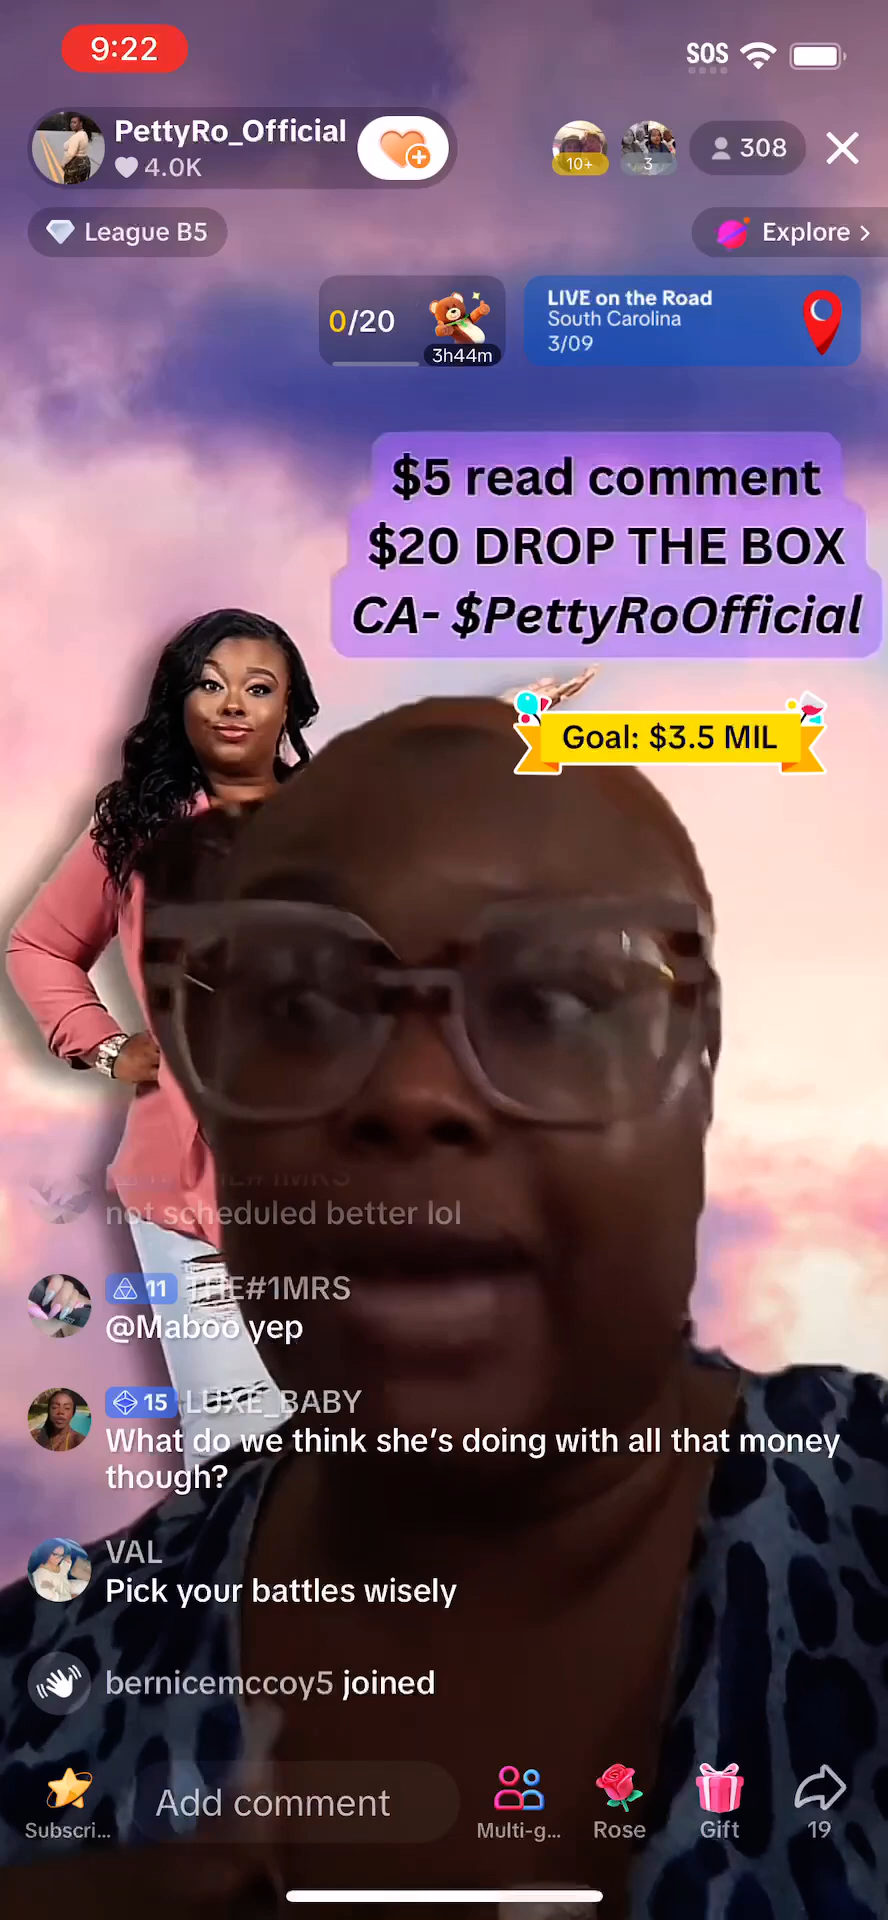 9:22
SOS
PettyRo_Official
4.0K
10+
3
308
League B5
Explore >
0/20
3h44m
LIVE on the Road
South Carolina
3/09
$5 read comment
$20 DROP THE BOX
CA- $PettyRoOfficial
Goal: $3.5 MIL
not scheduled better lol
11 THE#1MRS
@Maboo yep
15 LUXE_BABY
What do we think she's doing with all that money
though?
VAL
Pick your battles wisely
bernicemccoy5 joined
Add comment
Subscri...
Multi-g...
Rose
Gift
19